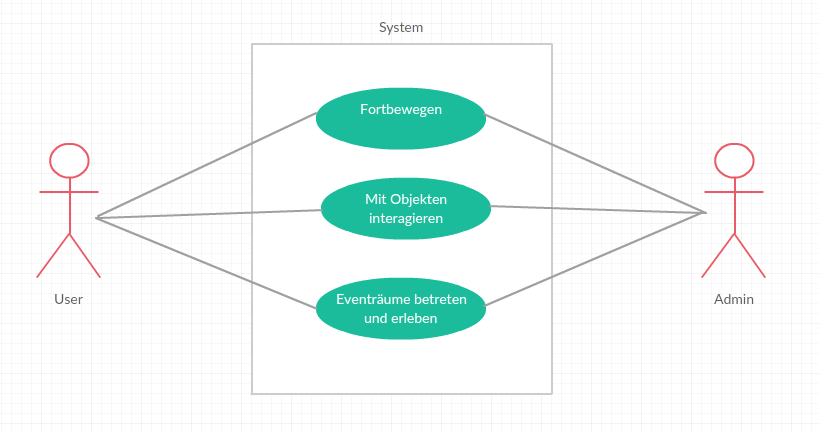 System
Fortbewegen
Mit Objekten
interagieren
Eventräume betreten
und erleben
User
Admin